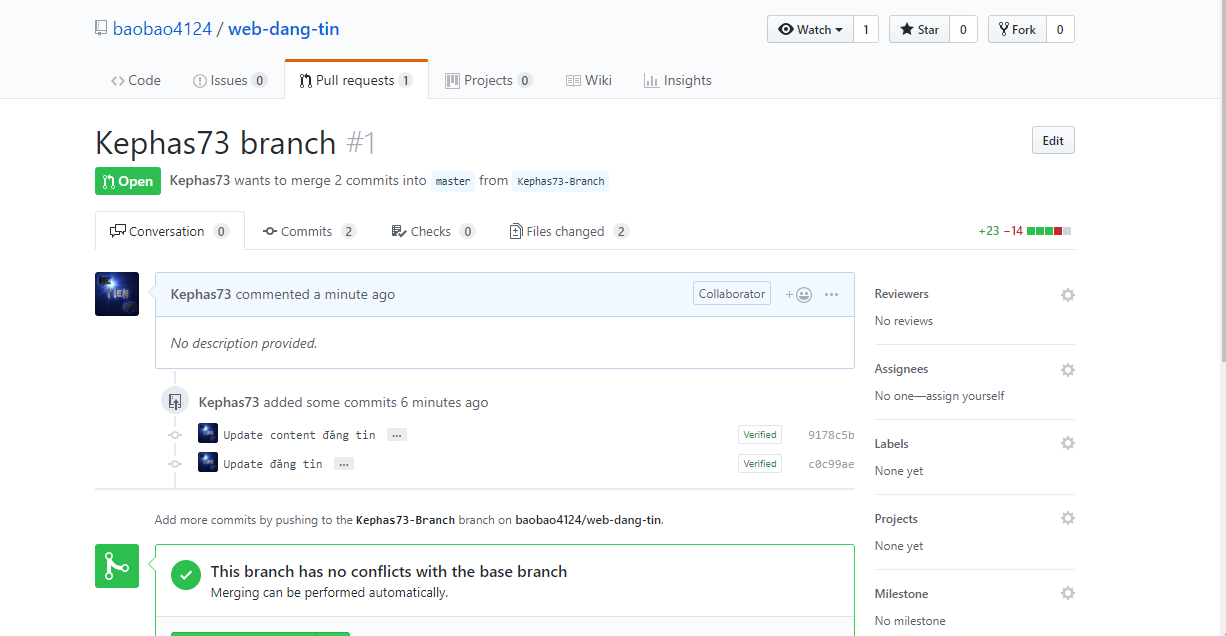 baobao4124 / web-dang-tin
Watch 1 Star 0 Fork 0
Code Issues 0 Pull requests 1 Projects 0 Wiki Insights
Kephas73 branch #1
Edit
Open Kephas73 wants to merge 2 commits into master from Kephas73-Branch
Conversation 0 Commits 2 Checks 0 Files changed 2 +23 −14
Kephas73 commented a minute ago Collaborator + ...
No description provided.
Kephas73 added some commits 6 minutes ago
Update content đăng tin ... Verified 9178c5b
Update đăng tin ... Verified c0c99ae
Add more commits by pushing to the Kephas73-Branch branch on baobao4124/web-dang-tin.
This branch has no conflicts with the base branch
Merging can be performed automatically.
Reviewers
No reviews
Assignees
No one—assign yourself
Labels
None yet
Projects
None yet
Milestone
No milestone